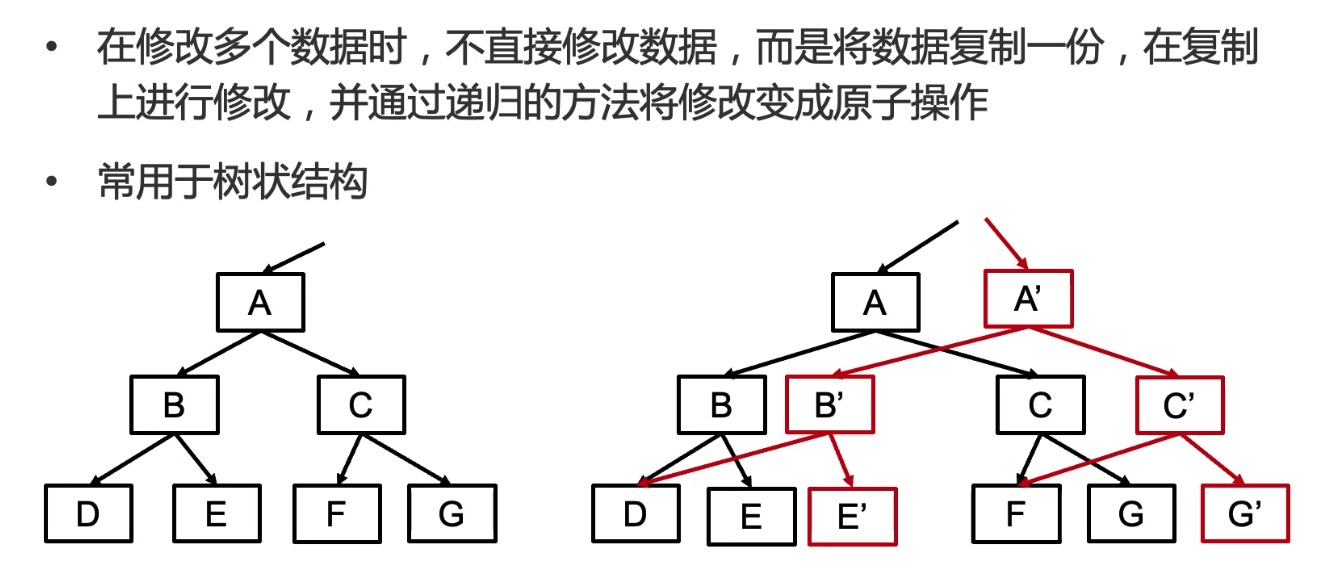 • 在修改多个数据时，不直接修改数据，而是将数据复制一份，在复制
上进行修改，并通过递归的方法将修改变成原子操作
• 常用于树状结构
A
B C
D E F G
A A’
B B’ C C’
D E E’ F G G’